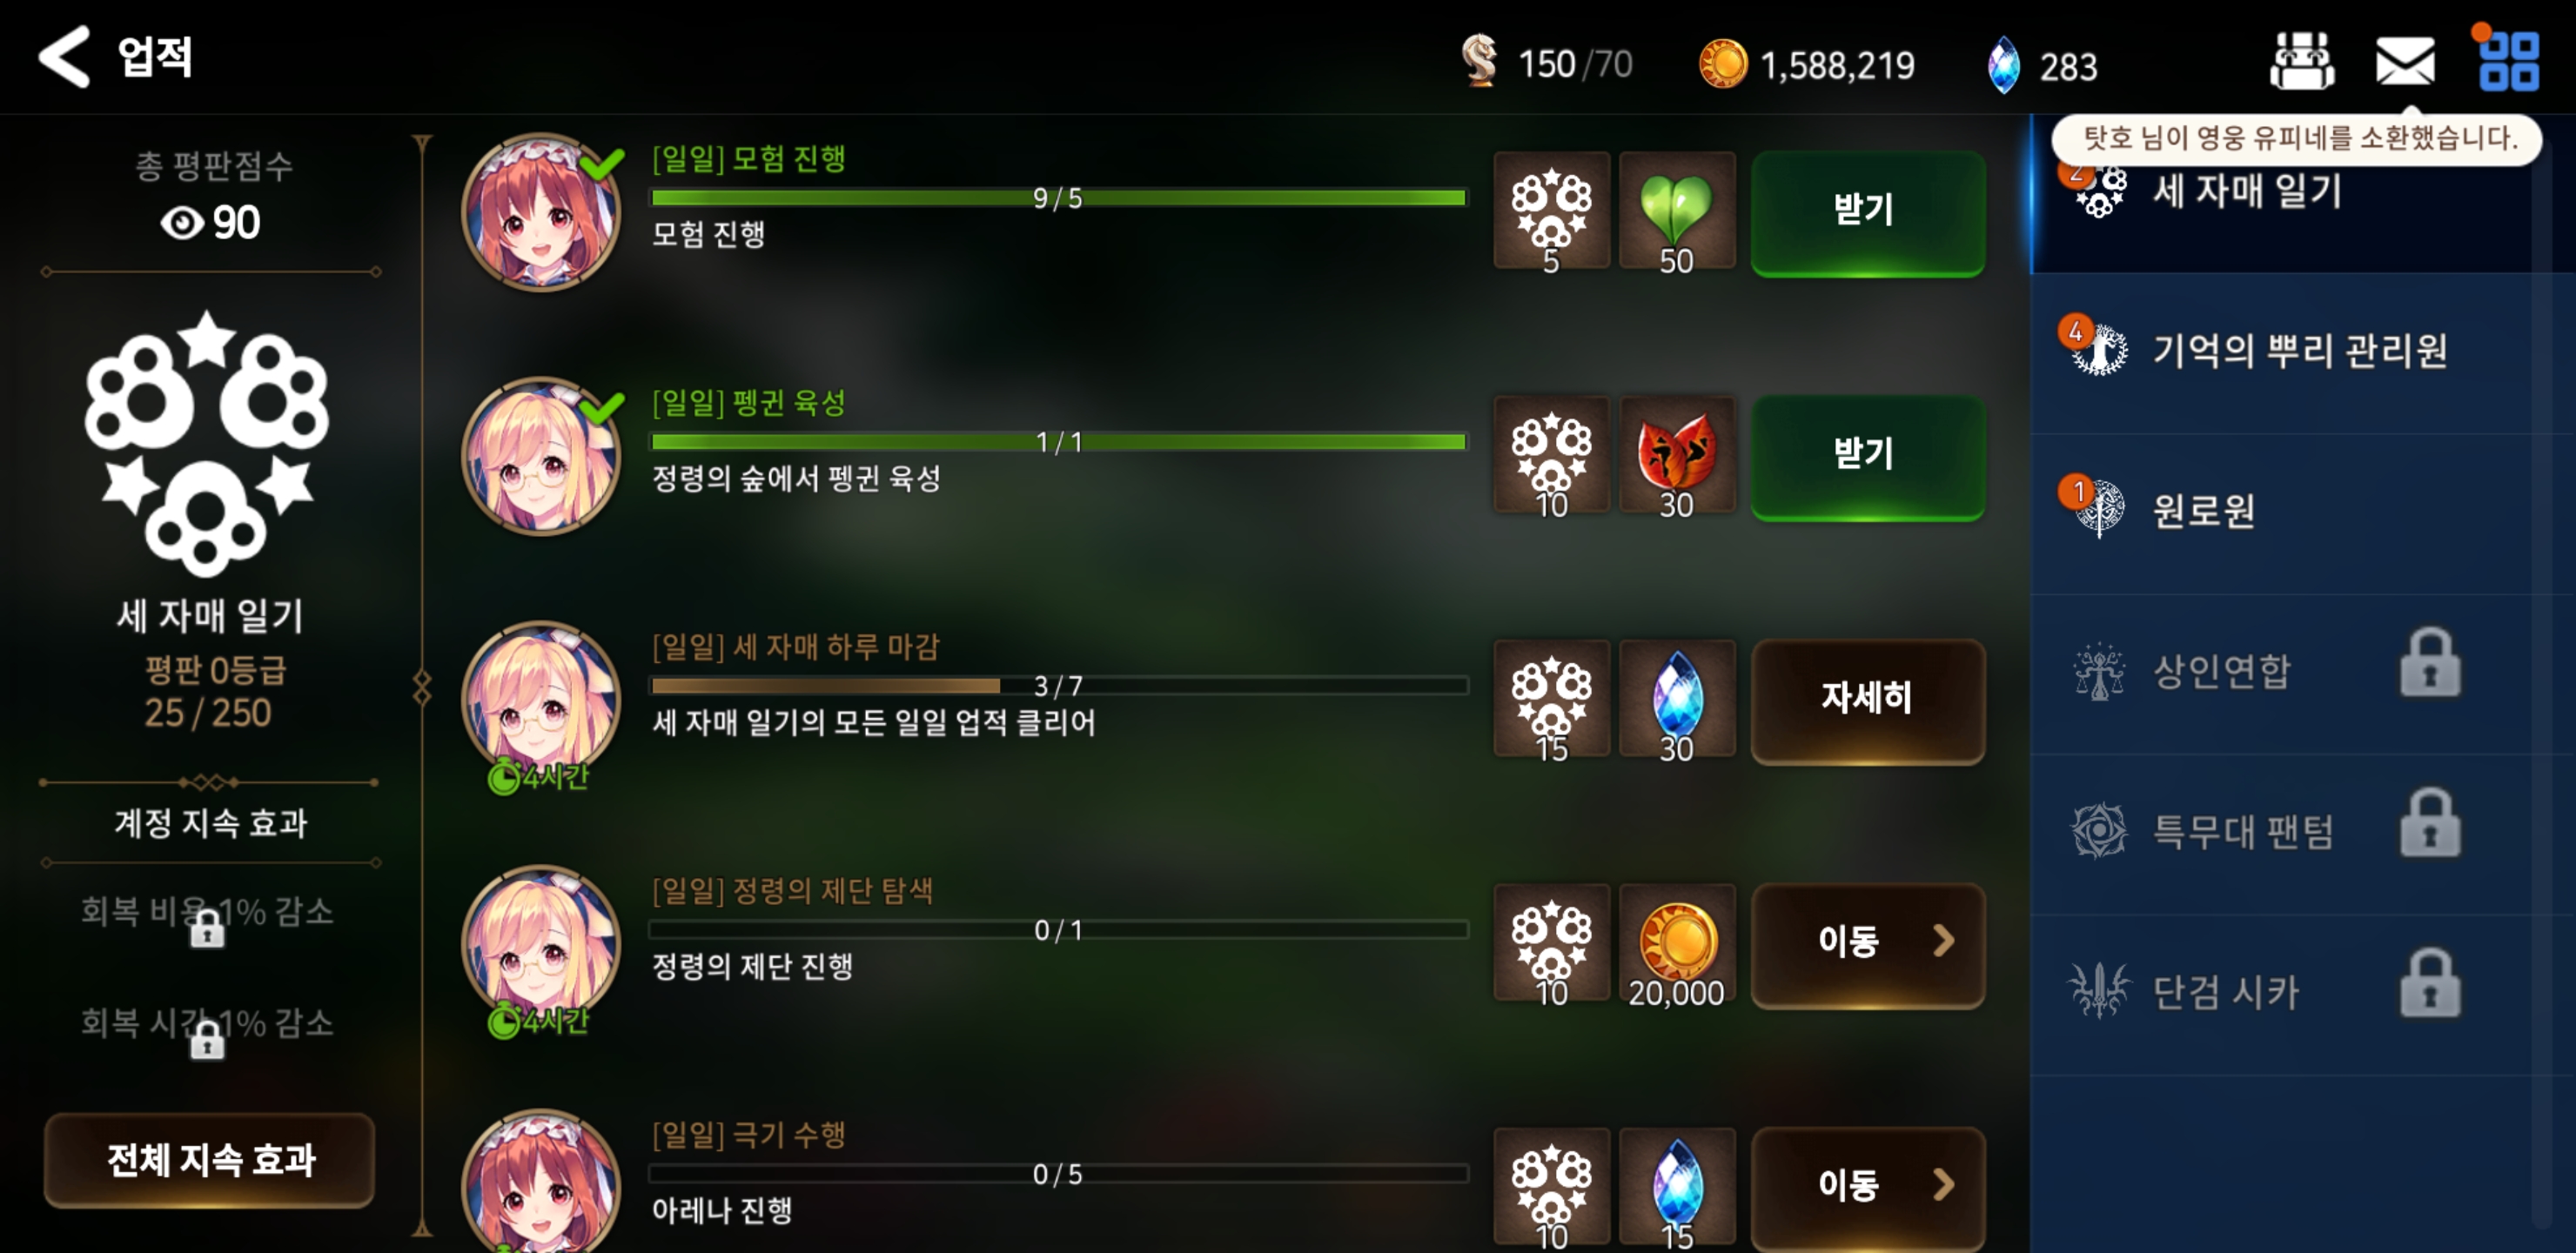 업적
150/70
1,588,219
283
탓호 님이 영웅 유피네를 소환했습니다.
총 평판점수
90
세 자매 일기
평판 0등급
25/250
계정 지속 효과
회복 비용 1% 감소
회복 시간 1% 감소
전체 지속 효과
[일일] 모험 진행
9/5
모험 진행
5
50
받기
[일일] 펭귄 육성
1/1
정령의 숲에서 펭귄 육성
10
30
받기
[일일] 세 자매 하루 마감
3/7
세 자매 일기의 모든 일일 업적 클리어
4시간
15
30
자세히
[일일] 정령의 제단 탐색
0/1
정령의 제단 진행
4시간
10
20,000
이동
[일일] 극기 수행
0/5
아레나 진행
10
15
이동
2
세 자매 일기
4
기억의 뿌리 관리원
1
원로원
상인연합
특무대 팬텀
단검 시카